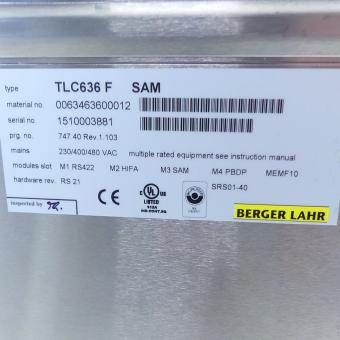 type TLC636 F SAM
material no. 0063463600012
serial no. 1510003881
prg. no. 747.40 Rev.1.103
mains 230/400/480 VAC multiple rated equipment see instruction manual
modules slot M1 RS422 M2 HIFA M3 SAM M4 PBDP MEMF10
hardware rev. RS 21 SRS01-40
inspected by
UL
LISTED
BERGER LAHR